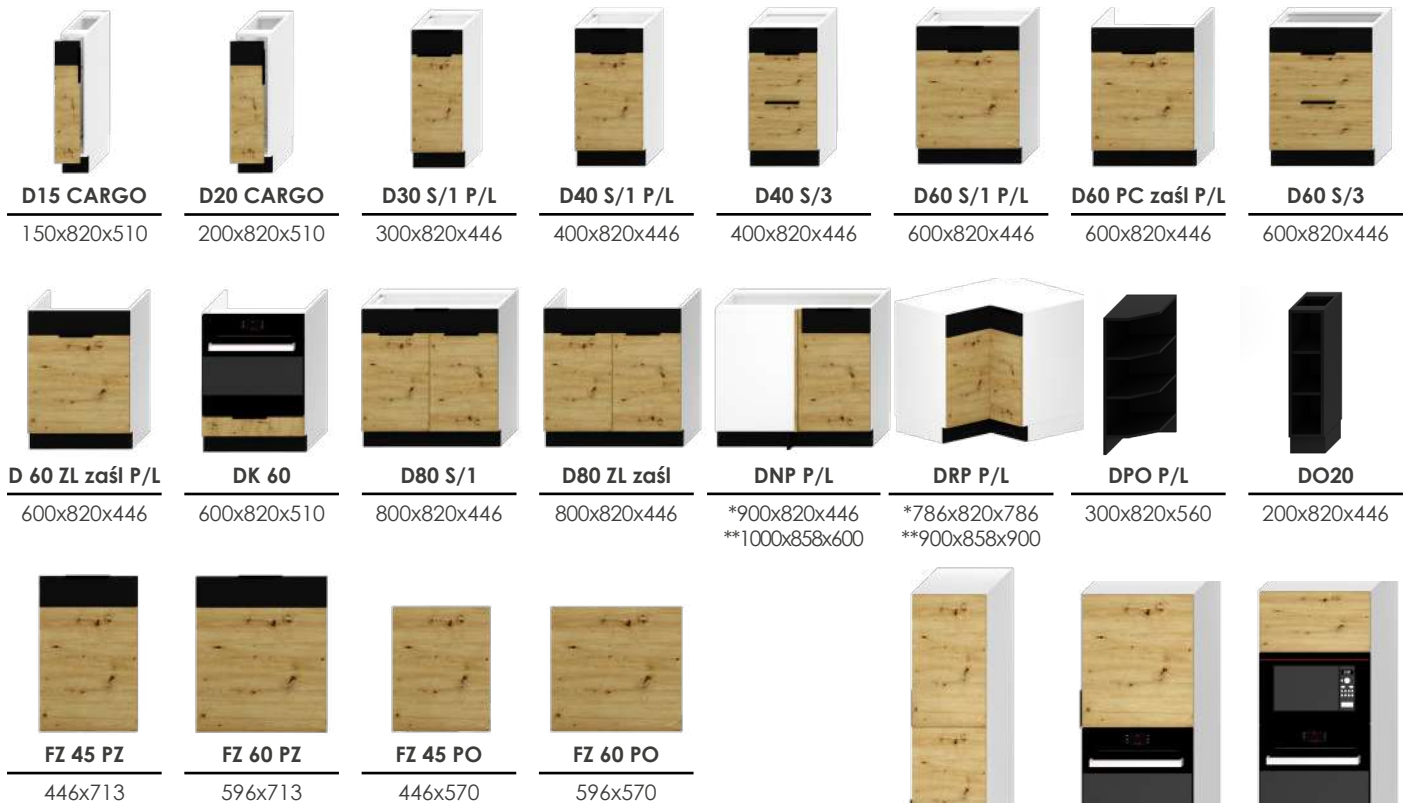 D15 CARGO
150x820x510
D20 CARGO
200x820x510
D30 S/1 P/L
300x820x446
D40 S/1 P/L
400x820x446
D40 S/3
400x820x446
D60 S/1 P/L
600x820x446
D60 PC zaśl P/L
600x820x446
D60 S/3
600x820x446
D 60 ZL zaśl P/L
600x820x446
DK 60
600x820x510
D80 S/1
800x820x446
D80 ZL zaśl
800x820x446
DNP P/L
*900x820x446
**1000x858x600
DRP P/L
*786x820x786
**900x858x900
DPO P/L
300x820x560
DO20
200x820x446
FZ 45 PZ
446x713
FZ 60 PZ
596x713
FZ 45 PO
446x570
FZ 60 PO
596x570